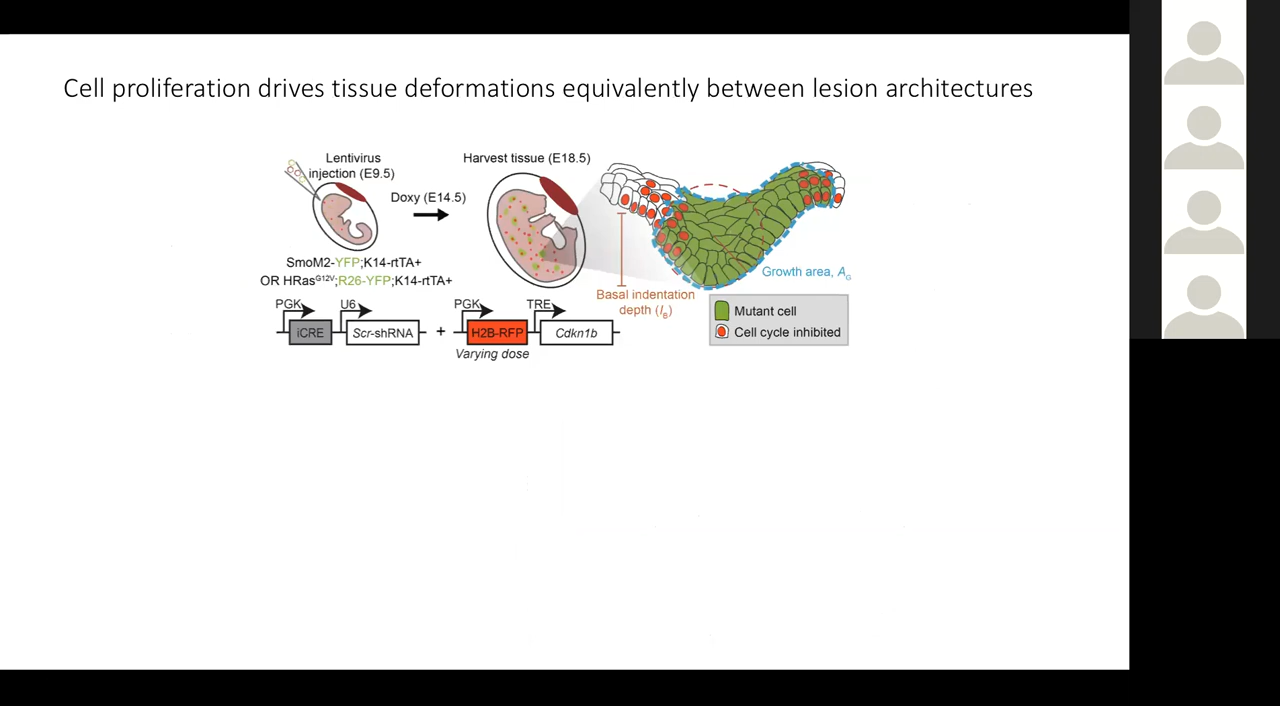 Cell proliferation drives tissue deformations equivalently between lesion architectures
Lentivirus
injection (E9.5)
Doxy (E14.5)
Harvest tissue (E18.5)
SmoM2-YFP;K14-rtTA+
OR HRasG12V;R26-YFP;K14-rtTA+
PGK
U6
iCRE
Scr-shRNA
+
PGK
TRE
H2B-RFP
Cdkn1b
Varying dose
Basal indentation
depth (IB)
Growth area, AG
Mutant cell
Cell cycle inhibited